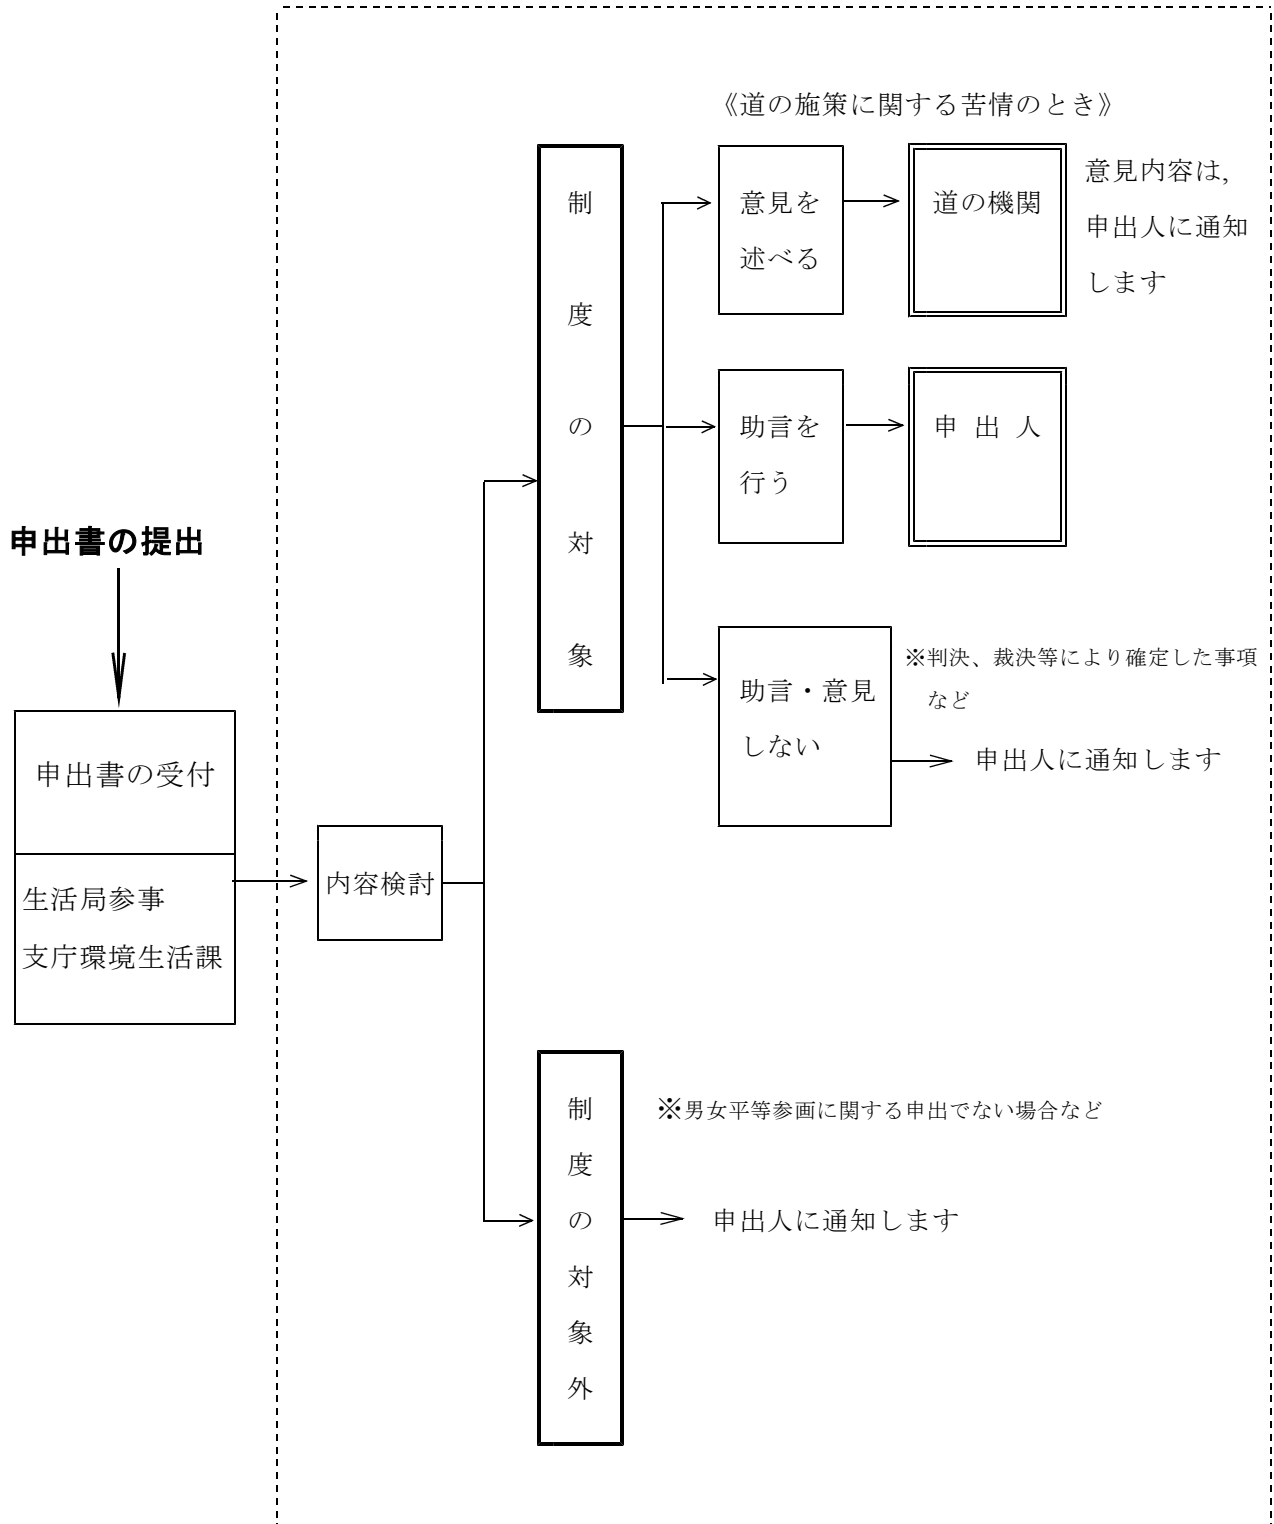 《道の施策に関する苦情のとき》
制度の対象
意見を
述べる
道の機関
意見内容は,
申出人に通知
します
助言を
行う
申出人
助言・意見
しない
※判決、裁決等により確定した事項
など
申出人に通知します
申出書の提出
申出書の受付
生活局参事
支庁環境生活課
内容検討
制度の対象外
※男女平等参画に関する申出でない場合など
申出人に通知します